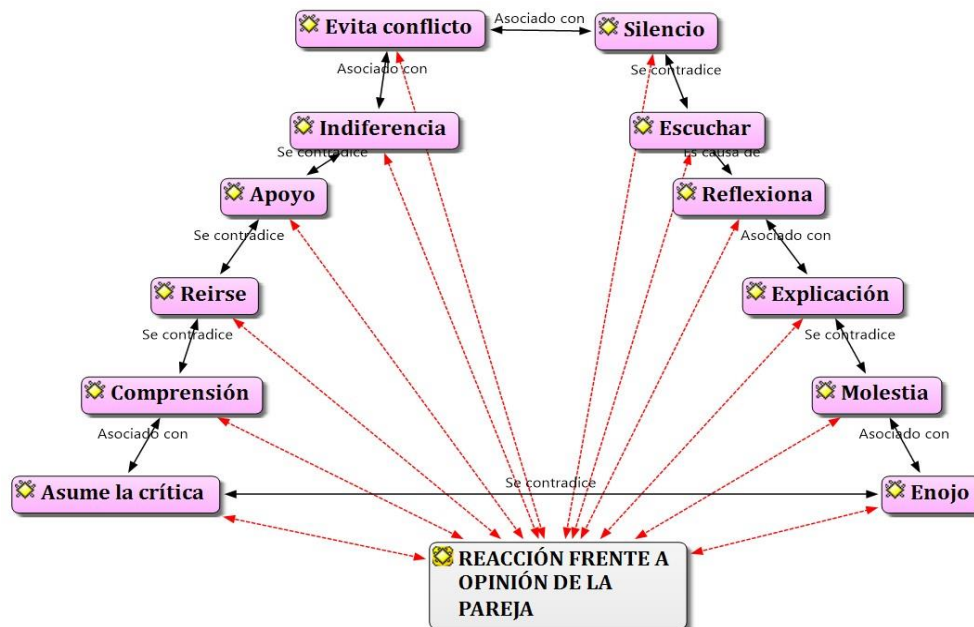 Evita conflicto
Asociado con
Silencio
Asociado con
Se contradice
Indiferencia
Escuchar
Se contradice
Es causa de
Apoyo
Reflexiona
Se contradice
Asociado con
Reirse
Explicación
Se contradice
Se contradice
Comprensión
Molestia
Asociado con
Asociado con
Asume la crítica
Se contradice
Enojo
REACCIÓN FRENTE A
OPINIÓN DE LA
PAREJA